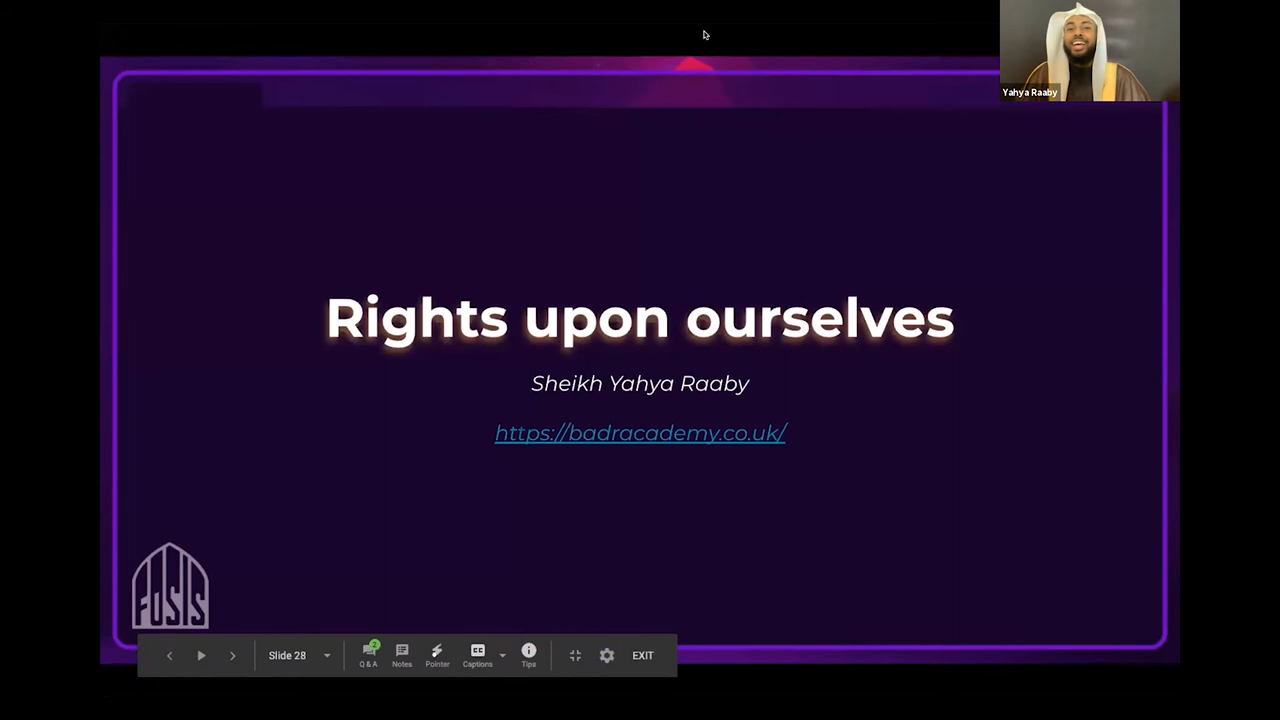 Yahya Raaby
Rights upon ourselves
Sheikh Yahya Raaby
https://badracademy.co.uk/
FOSIS
Slide 28
2
Q & A
Notes
Pointer
Captions
Tips
EXIT